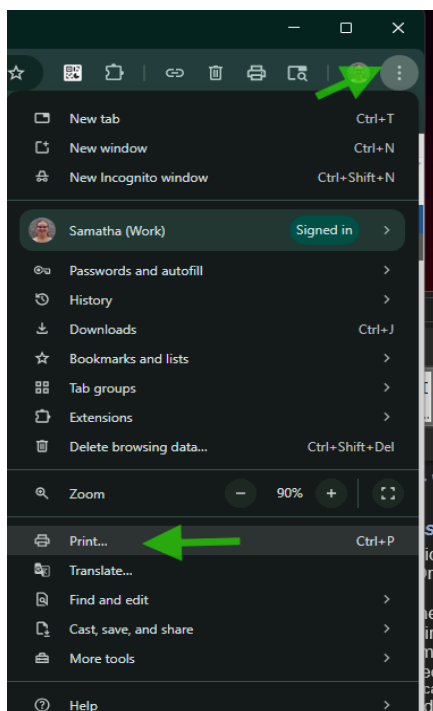 New tab Ctrl+T
New window Ctrl+N
New Incognito window Ctrl+Shift+N
Samatha (Work) Signed in
Passwords and autofill
History
Downloads Ctrl+J
Bookmarks and lists
Tab groups
Extensions
Delete browsing data... Ctrl+Shift+Del
Zoom − 90% +
Print... Ctrl+P
Translate...
Find and edit
Cast, save, and share
More tools
Help